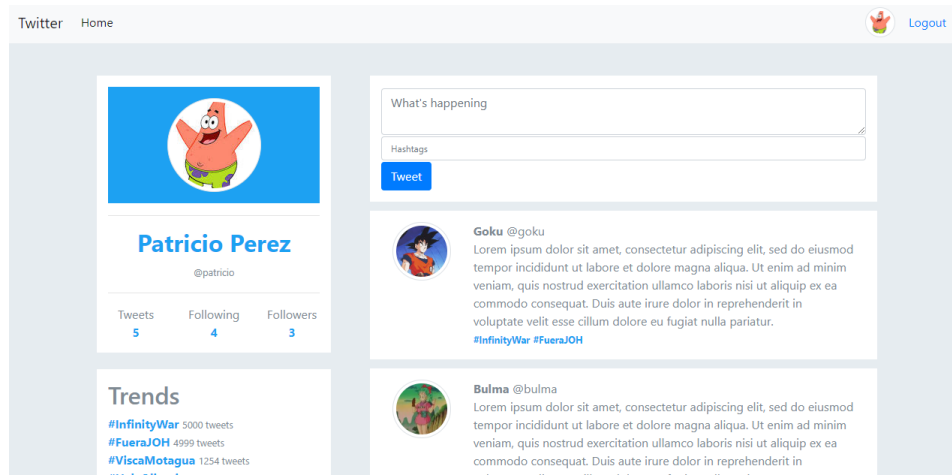 Twitter Home Logout
Patricio Perez
@patricio
Tweets Following Followers
5 4 3
Trends
#InfinityWar 5000 tweets
#FueraJOH 4999 tweets
#ViscaMotagua 1254 tweets
What's happening
Hashtags
Tweet
Goku @goku
Lorem ipsum dolor sit amet, consectetur adipiscing elit, sed do eiusmod
tempor incididunt ut labore et dolore magna aliqua. Ut enim ad minim
veniam, quis nostrud exercitation ullamco laboris nisi ut aliquip ex ea
commodo consequat. Duis aute irure dolor in reprehenderit in
voluptate velit esse cillum dolore eu fugiat nulla pariatur.
#InfinityWar #FueraJOH
Bulma @bulma
Lorem ipsum dolor sit amet, consectetur adipiscing elit, sed do eiusmod
tempor incididunt ut labore et dolore magna aliqua. Ut enim ad minim
veniam, quis nostrud exercitation ullamco laboris nisi ut aliquip ex ea
commodo consequat. Duis aute irure dolor in reprehenderit in